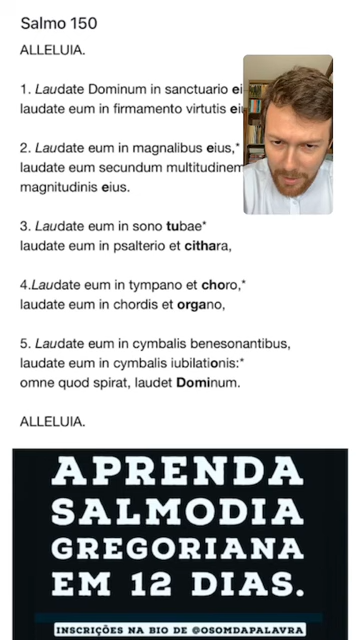 Salmo 150
ALLELUIA.
1. Laudate Dominum in sanctuario
laudate eum in firmamento virtutis
2. Laudate eum in magnalibus eius,*
laudate eum secundum multitudinem
magnitudinis eius.
3. Laudate eum in sono tubae*
laudate eum in psalterio et cithara,
4.Laudate eum in tympano et choro,*
laudate eum in chordis et organo,
5. Laudate eum in cymbalis benesonantibus,
laudate eum in cymbalis iubilationis:*
omne quod spirat, laudet Dominum.
ALLELUIA.
APRENDA
SALMODIA
GREGORIANA
EM 12 DIAS.
INSCRIÇÕES NA BIO DE @OSOMDAPALAVRA